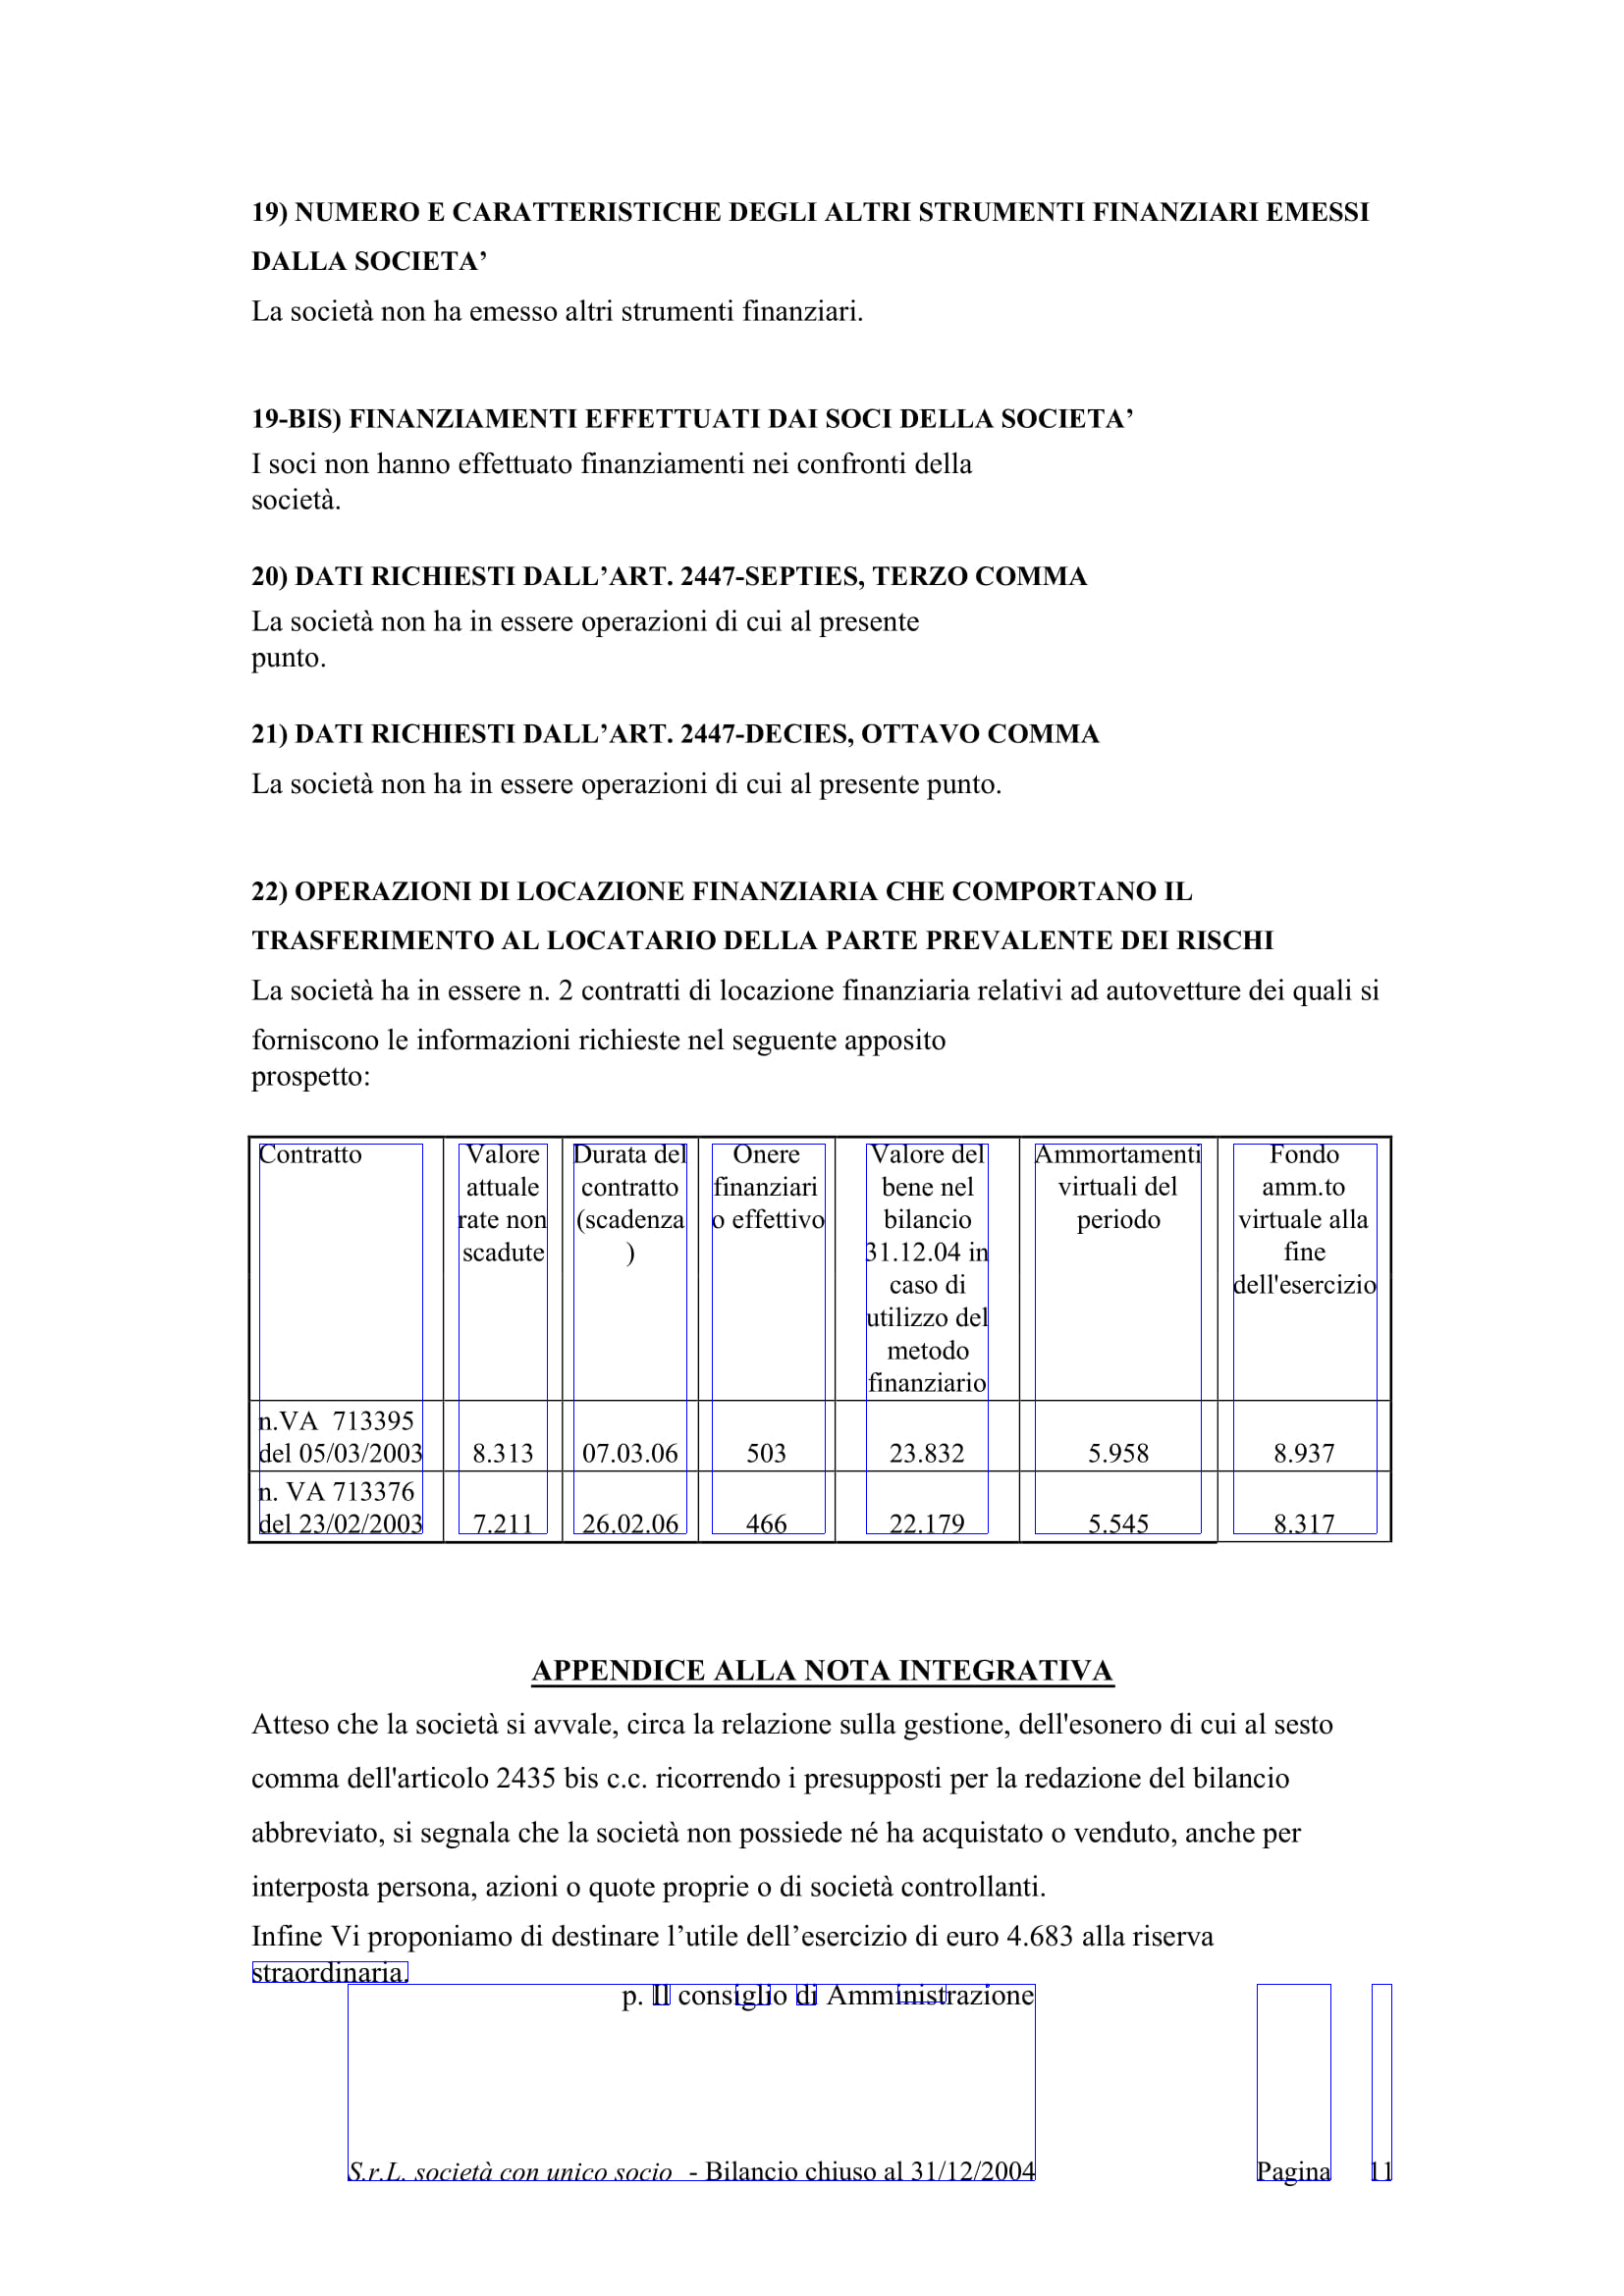 19) NUMERO E CARATTERISTICHE DEGLI ALTRI STRUMENTI FINANZIARI EMESSI
DALLA SOCIETA’
La società non ha emesso altri strumenti finanziari.
19-BIS) FINANZIAMENTI EFFETTUATI DAI SOCI DELLA SOCIETA’
I soci non hanno effettuato finanziamenti nei confronti della
società.
20) DATI RICHIESTI DALL’ART. 2447-SEPTIES, TERZO COMMA
La società non ha in essere operazioni di cui al presente
punto.
21) DATI RICHIESTI DALL’ART. 2447-DECIES, OTTAVO COMMA
La società non ha in essere operazioni di cui al presente punto.
22) OPERAZIONI DI LOCAZIONE FINANZIARIA CHE COMPORTANO IL
TRASFERIMENTO AL LOCATARIO DELLA PARTE PREVALENTE DEI RISCHI
La società ha in essere n. 2 contratti di locazione finanziaria relativi ad autovetture dei quali si
forniscono le informazioni richieste nel seguente apposito
prospetto:
Contratto
Valore
attuale
rate non
scadute
Durata del
contratto
(scadenza
)
Onere
finanziari
o effettivo
Valore del
bene nel
bilancio
31.12.04 in
caso di
utilizzo del
metodo
finanziario
Ammortamenti
virtuali del
periodo
Fondo
amm.to
virtuale alla
fine
dell'esercizio
n.VA 713395
del 05/03/2003 8.313 07.03.06 503 23.832 5.958 8.937
n. VA 713376
del 23/02/2003 7.211 26.02.06 466 22.179 5.545 8.317
APPENDICE ALLA NOTA INTEGRATIVA
Atteso che la società si avvale, circa la relazione sulla gestione, dell'esonero di cui al sesto
comma dell'articolo 2435 bis c.c. ricorrendo i presupposti per la redazione del bilancio
abbreviato, si segnala che la società non possiede né ha acquistato o venduto, anche per
interposta persona, azioni o quote proprie o di società controllanti.
Infine Vi proponiamo di destinare l’utile dell’esercizio di euro 4.683 alla riserva
straordinaria.
p. Il consiglio di Amministrazione
S.r.L. società con unico socio - Bilancio chiuso al 31/12/2004 Pagina 11